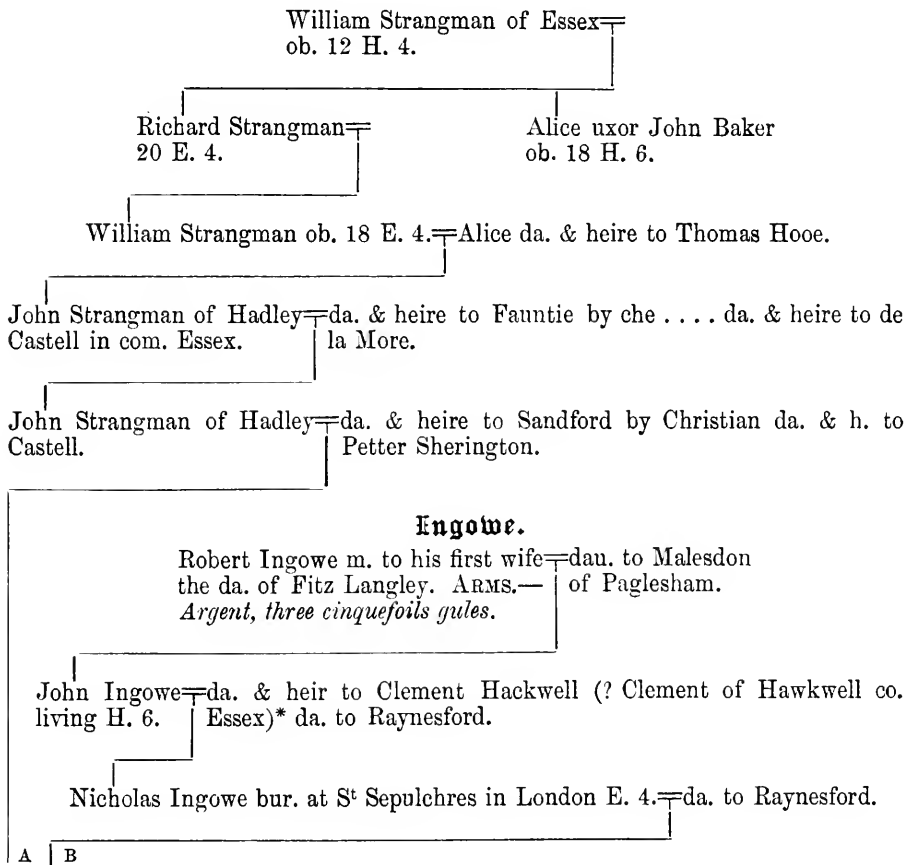 William Strangman of Essex
ob. 12 H. 4.
Richard Strangman
20 E. 4.
Alice uxor John Baker
ob. 18 H. 6.
William Strangman ob. 18 E. 4. Alice da. & heire to Thomas Hooe.
John Strangman of Hadley da. & heire to Fauntie by che .... da. & heire to de
Castell in com. Essex. la More.
John Strangman of Hadley da. & heire to Sandford by Christian da. & h. to
Castell. Petter Sherington.
Ingowe.
Robert Ingowe m. to his first wife dau. to Malesdon
the da. of Fitz Langley. ARMS.— of Paglesham.
Argent, three cinquefoils gules.
John Ingowe da. & heir to Clement Hackwell (? Clement of Hawkwell co.
living H. 6. Essex)* da. to Raynesford.
Nicholas Ingowe bur. at St Sepulchres in London E. 4. da. to Raynesford.
A B